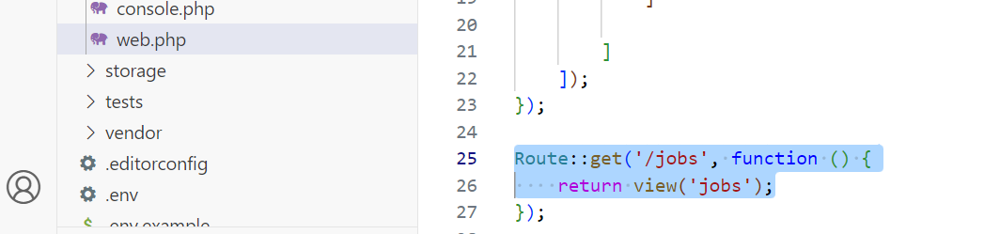 console.php
web.php
storage
tests
vendor
.editorconfig
.env
.env.example
19 ]
20
21 ]
22 ]);
23 });
24
25 Route::get('/jobs', function () {
26 return view('jobs');
27 });